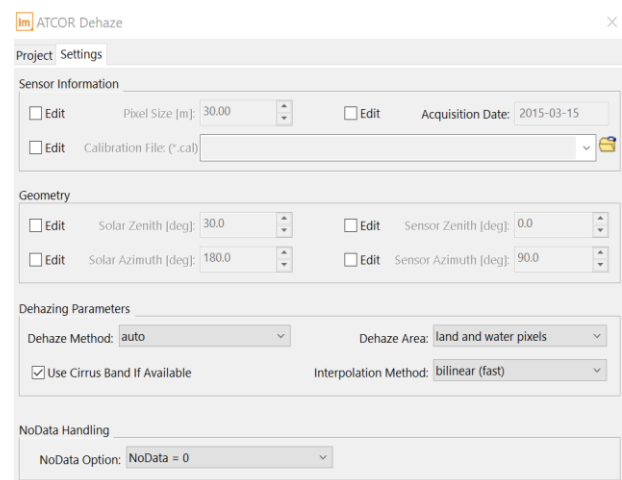 Im ATCOR Dehaze
Project Settings
Sensor Information
Edit Pixel Size [m]: 30.00 Edit Acquisition Date: 2015-03-15
Edit Calibration File: (*.cal)
Geometry
Edit Solar Zenith [deg]: 30.0 Edit Sensor Zenith [deg]: 0.0
Edit Solar Azimuth [deg]: 180.0 Edit Sensor Azimuth [deg]: 90.0
Dehazing Parameters
Dehaze Method: auto Dehaze Area: land and water pixels
Use Cirrus Band If Available Interpolation Method: bilinear (fast)
NoData Handling
NoData Option: NoData = 0